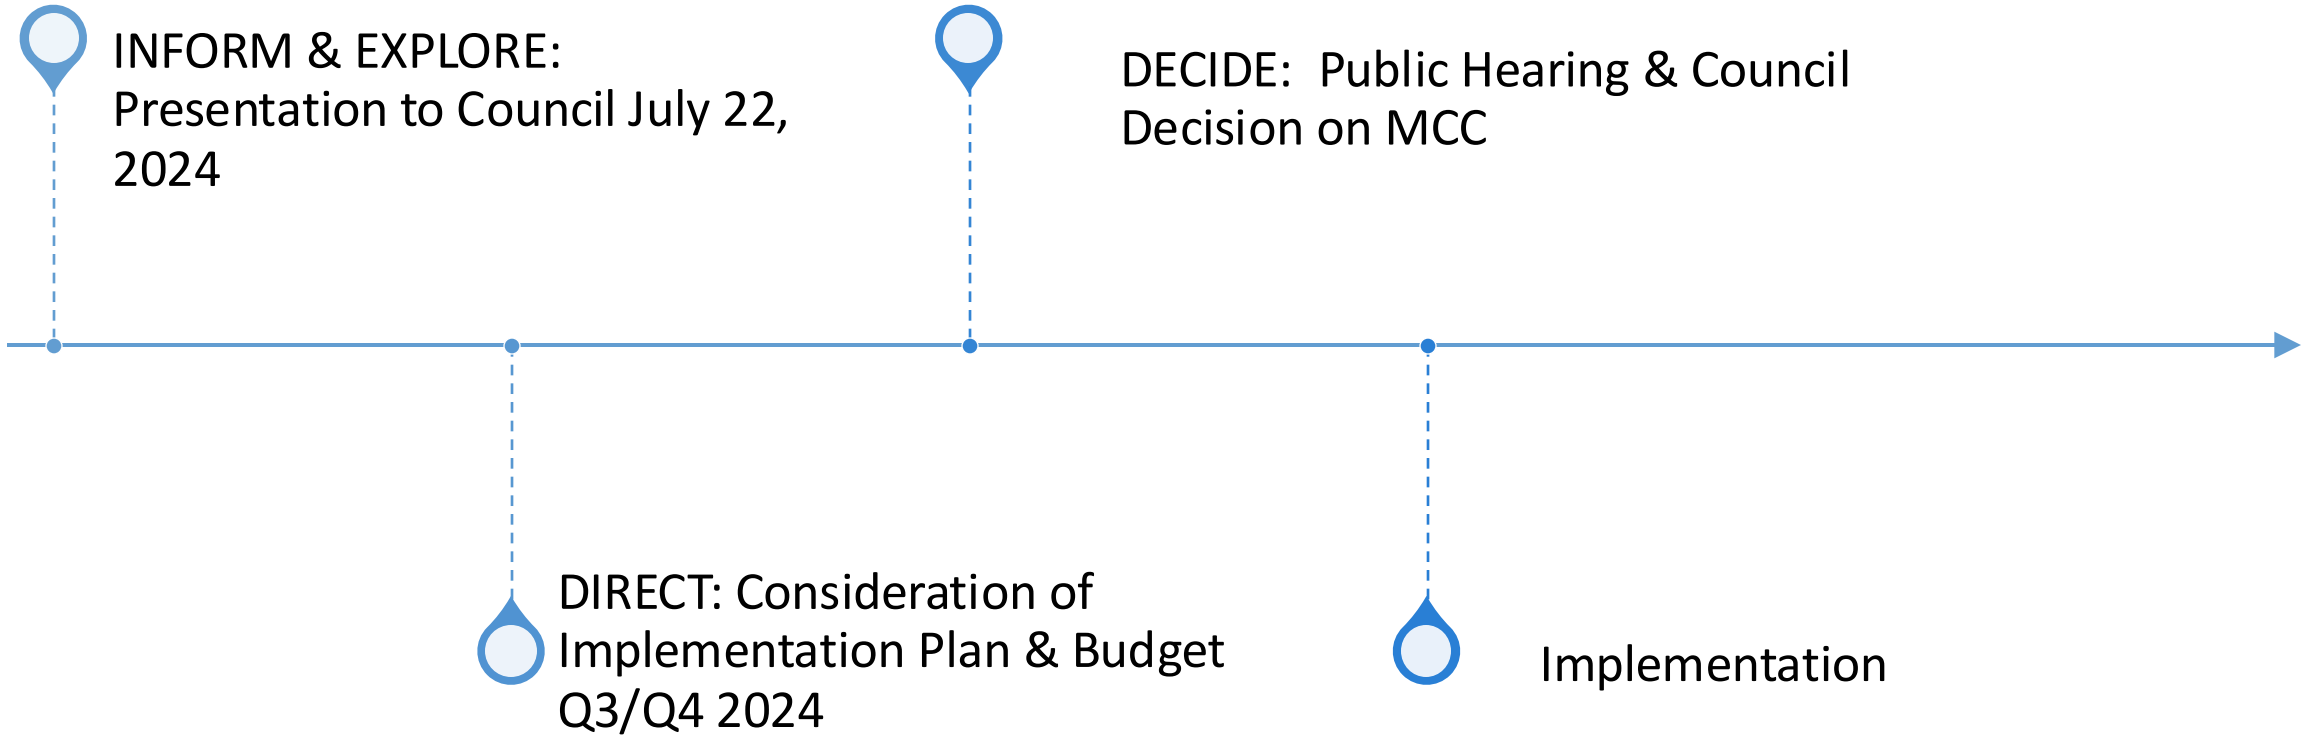 INFORM & EXPLORE:
Presentation to Council July 22,
2024
DIRECT: Consideration of
Implementation Plan & Budget
Q3/Q4 2024
DECIDE:  Public Hearing & Council
Decision on MCC
Implementation